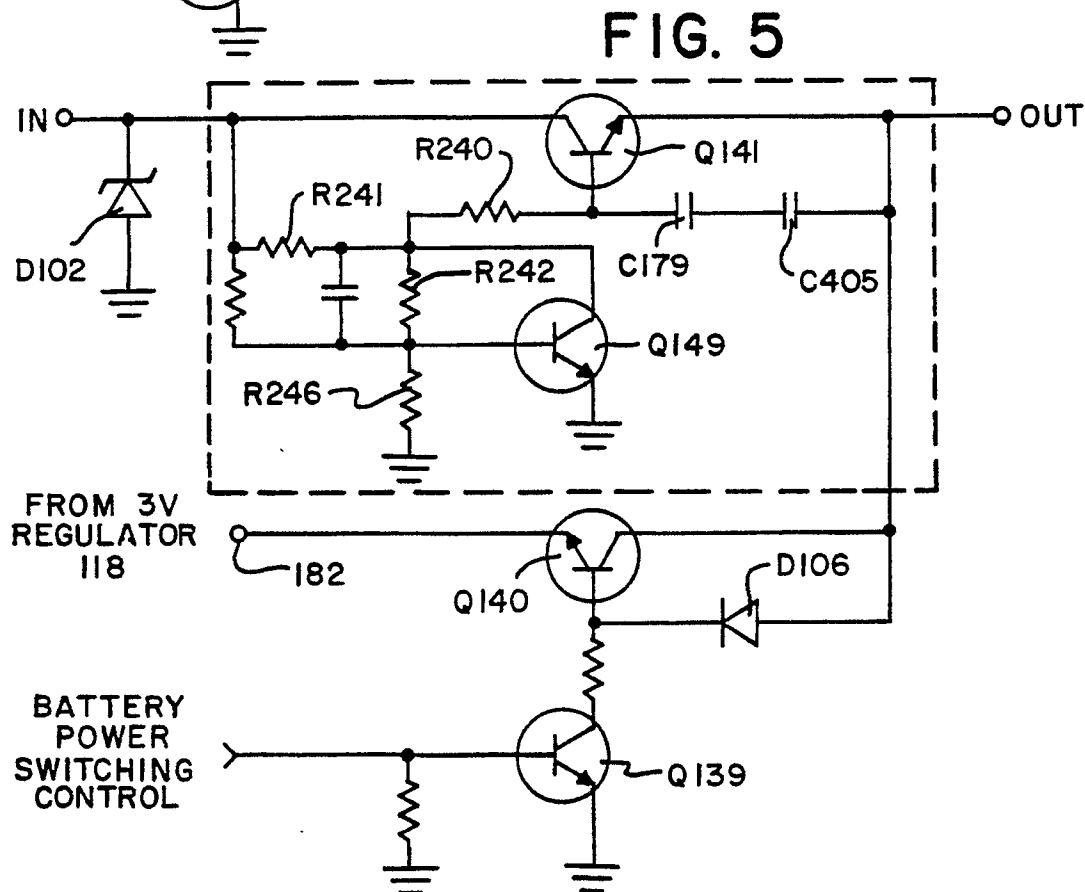 FIG. 5
IN
OUT
R240
Q141
R241
D102
R242
C179
C405
Q149
R246
FROM 3V
REGULATOR
118
182
Q140
D106
BATTERY
POWER
SWITCHING
CONTROL
Q139